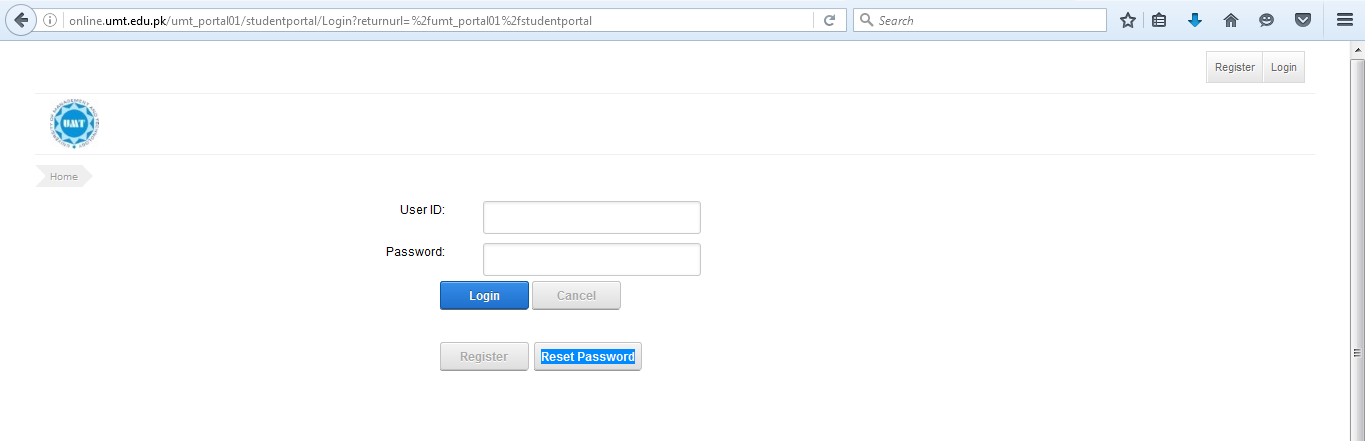 online.umt.edu.pk/umt_portal01/studentportal/Login?returnurl=%2fumt_portal01%2fstudentportal
Search
Register Login
UMT
Home
User ID:
Password:
Login Cancel
Register Reset Password